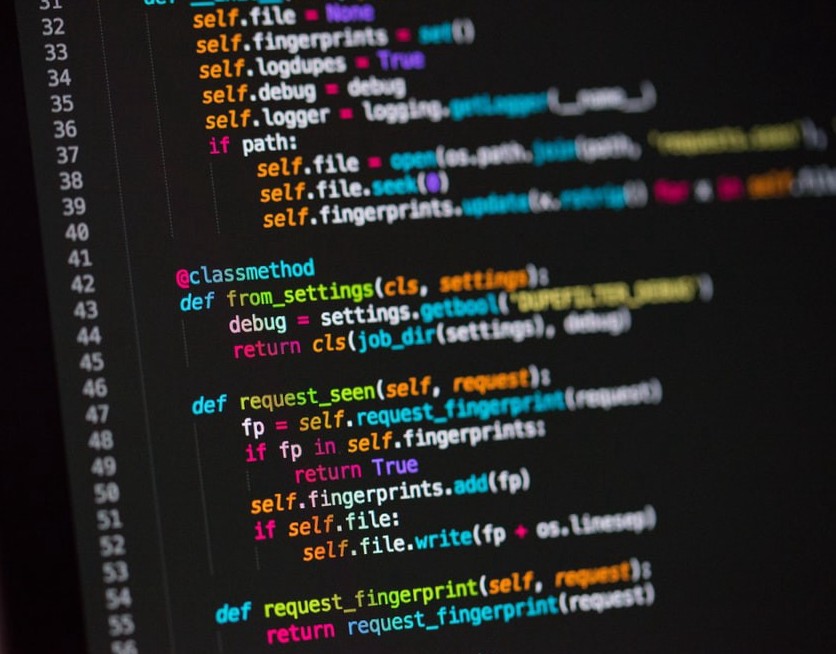 31 def
32 self.file = None
33 self.fingerprints = set()
34 self.logdupes = True
35 self.debug = debug
36 self.logger = logging.getLogger(__name__)
37 if path:
38 self.file = open(os.path.join(path, 'requests.seen'),
39 self.file.seek(0)
40 self.fingerprints.update(x.rstrip() for x in self.file
41
42 @classmethod
43 def from_settings(cls, settings):
44 debug = settings.getbool('DUPEFILTER_DEBUG')
45 return cls(job_dir(settings), debug)
46
47 def request_seen(self, request):
48 fp = self.request_fingerprint(request)
49 if fp in self.fingerprints:
50 return True
51 self.fingerprints.add(fp)
52 if self.file:
53 self.file.write(fp + os.linesep)
54
55 def request_fingerprint(self, request):
56 return request_fingerprint(request)